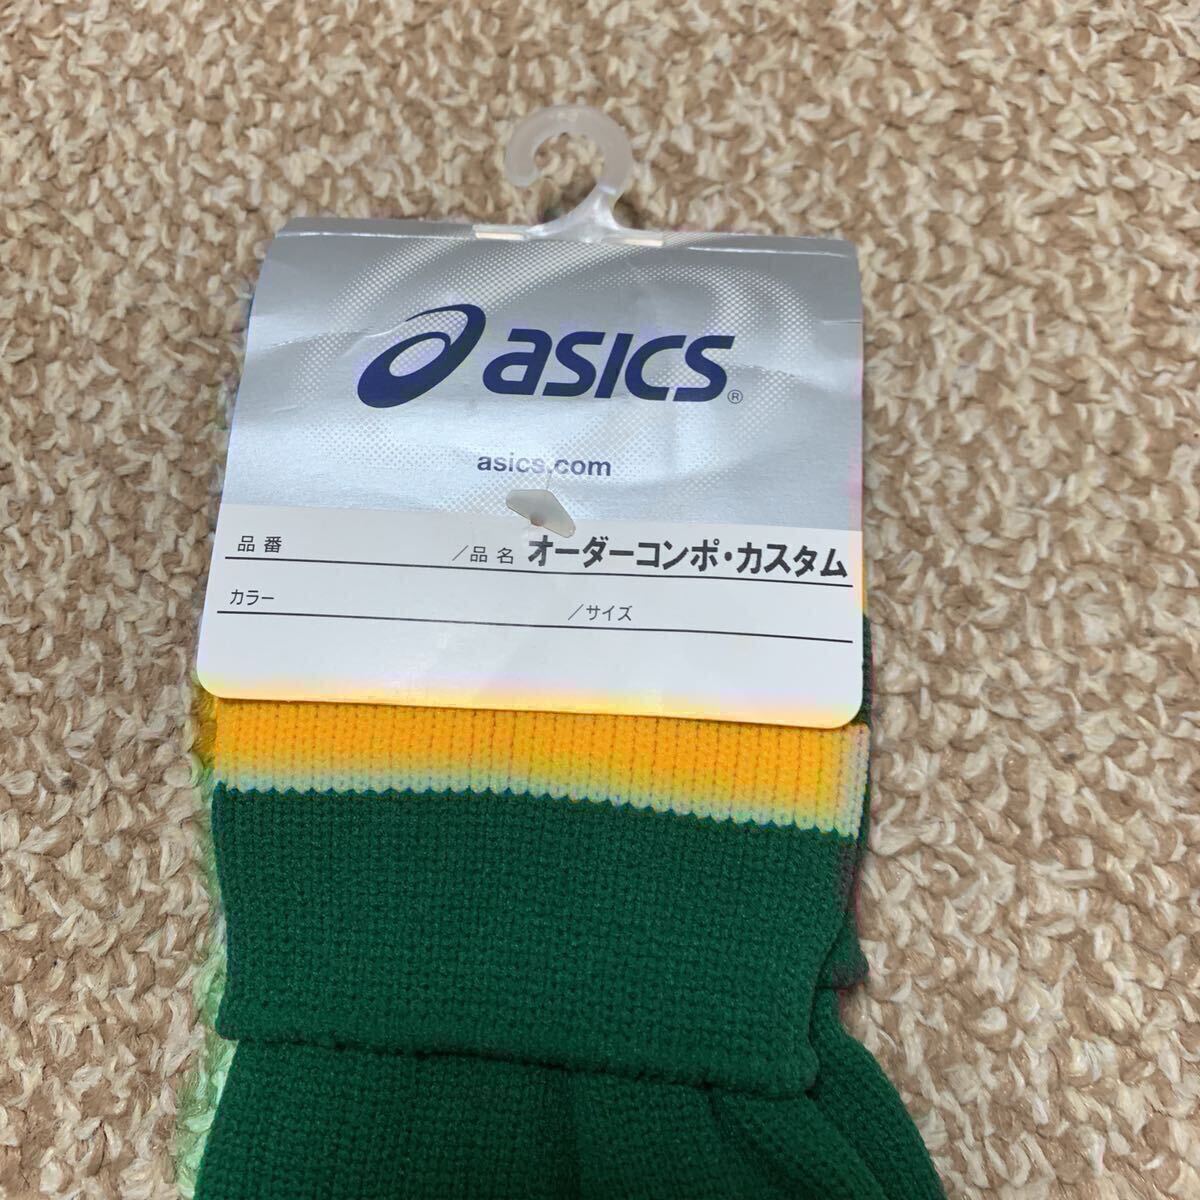 asics®
asics.com
品番 /品名 オーダーコンポ・カスタム
カラー /サイズ